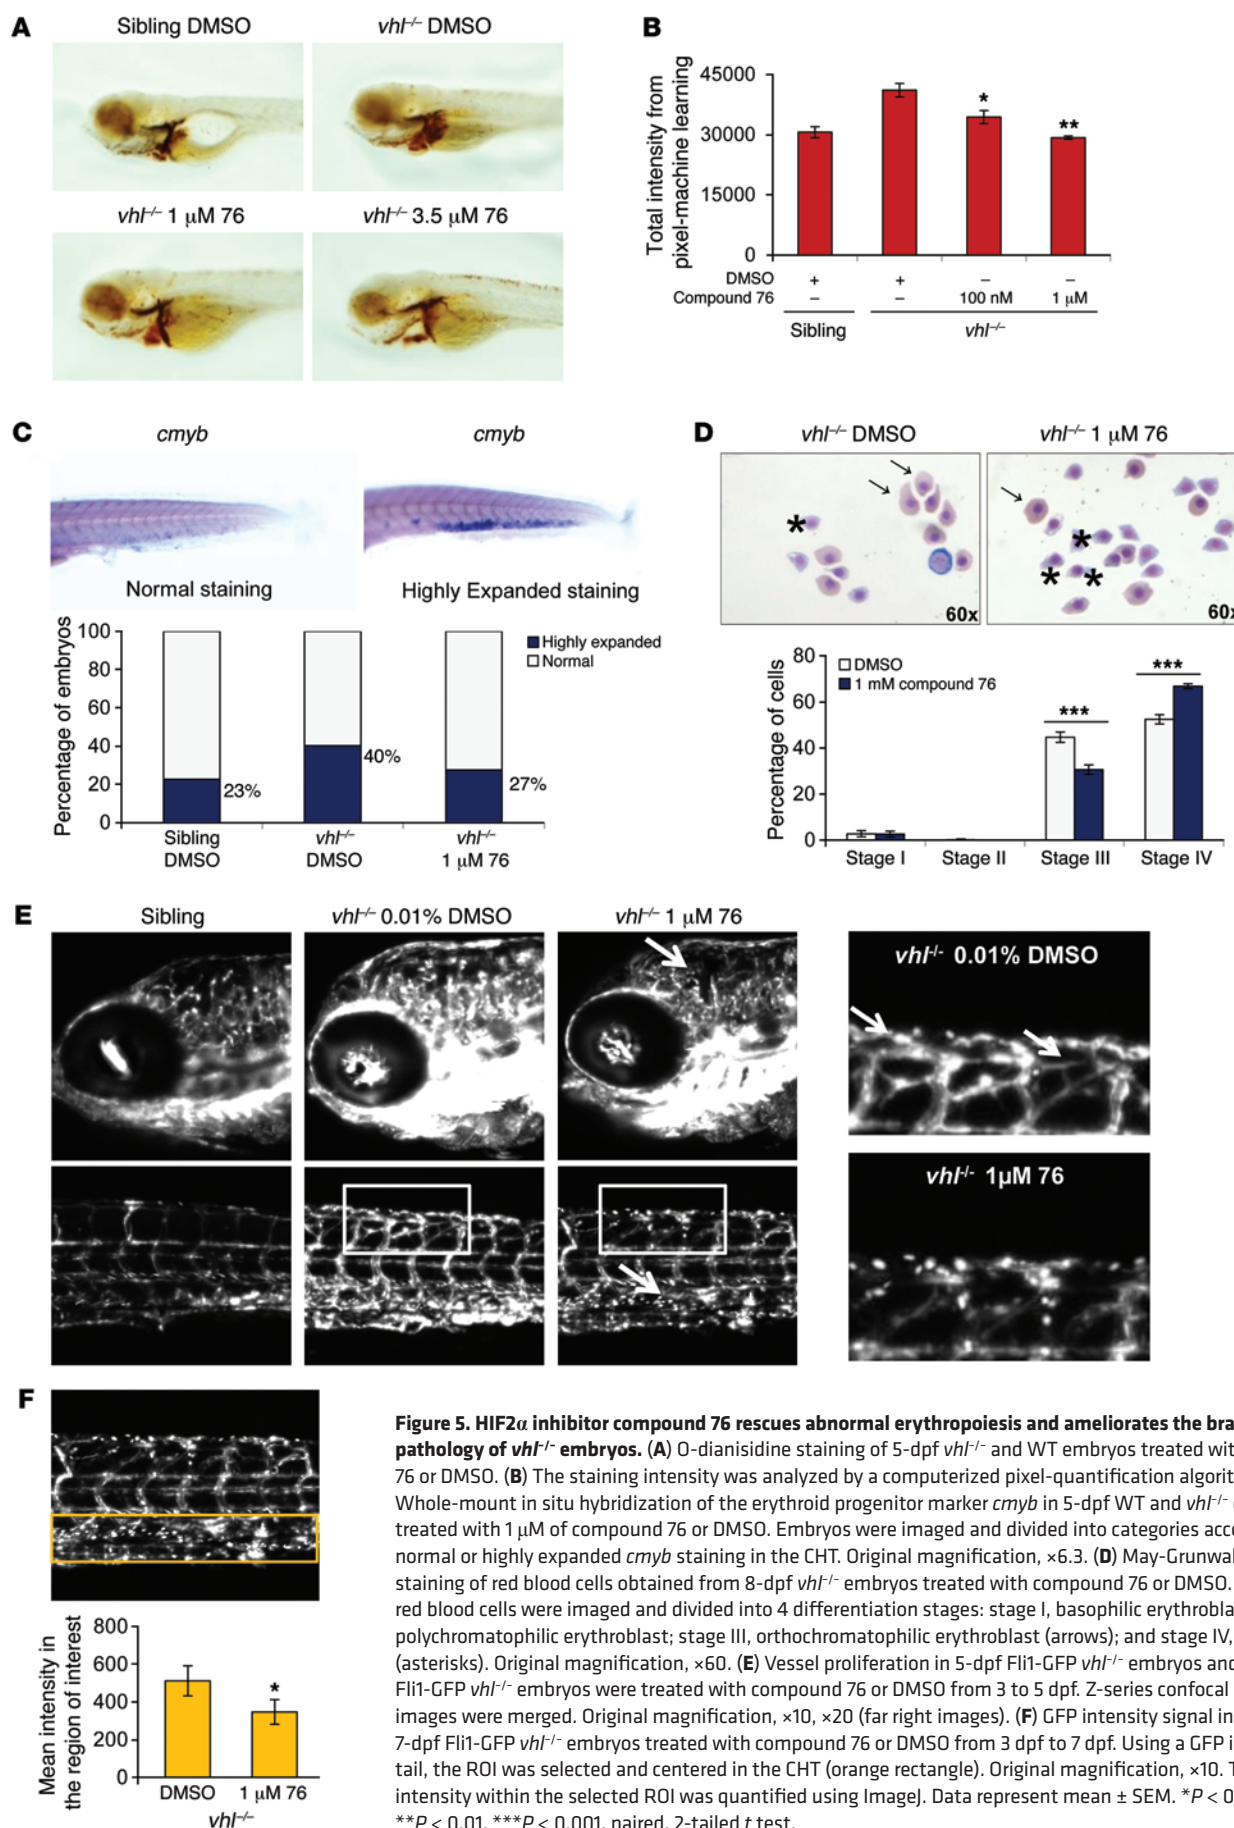 A
Sibling DMSO
vhl–/– DMSO
vhl–/– 1 μM 76
vhl–/– 3.5 μM 76
B
Total intensity from
pixel-machine learning
45000
30000
15000
0
DMSO + + – –
Compound 76 – – 100 nM 1 μM
Sibling vhl–/–
* **
C
cmyb
cmyb
Normal staining
Highly Expanded staining
Percentage of embryos
100
80
60
40
20
0
23%
40%
27%
Highly expanded
Normal
Sibling DMSO
vhl–/– DMSO
vhl–/– 1 μM 76
D
vhl–/– DMSO
vhl–/– 1 μM 76
*
60x
* * *
60x
Percentage of cells
80
60
40
20
0
DMSO
1 mM compound 76
***
***
Stage I Stage II Stage III Stage IV
E
Sibling
vhl–/– 0.01% DMSO
vhl–/– 1 μM 76
vhl-/- 0.01% DMSO
vhl-/- 1μM 76
F
Mean intensity in
the region of interest
800
600
400
200
0
*
DMSO 1 μM 76
vhl–/–
Figure 5. HIF2α inhibitor compound 76 rescues abnormal erythropoiesis and ameliorates the bra
pathology of vhl–/– embryos. (A) O-dianisidine staining of 5-dpf vhl–/– and WT embryos treated wit
76 or DMSO. (B) The staining intensity was analyzed by a computerized pixel-quantification algorit
Whole-mount in situ hybridization of the erythroid progenitor marker cmyb in 5-dpf WT and vhl–/–
treated with 1 μM of compound 76 or DMSO. Embryos were imaged and divided into categories acco
normal or highly expanded cmyb staining in the CHT. Original magnification, ×6.3. (D) May-Grunwal
staining of red blood cells obtained from 8-dpf vhl–/– embryos treated with compound 76 or DMSO.
red blood cells were imaged and divided into 4 differentiation stages: stage I, basophilic erythrobla
polychromatophilic erythroblast; stage III, orthochromatophilic erythroblast (arrows); and stage IV,
(asterisks). Original magnification, ×60. (E) Vessel proliferation in 5-dpf Fli1-GFP vhl–/– embryos and
Fli1-GFP vhl–/– embryos were treated with compound 76 or DMSO from 3 to 5 dpf. Z-series confocal
images were merged. Original magnification, ×10, ×20 (far right images). (F) GFP intensity signal in
7-dpf Fli1-GFP vhl–/– embryos treated with compound 76 or DMSO from 3 dpf to 7 dpf. Using a GFP i
tail, the ROI was selected and centered in the CHT (orange rectangle). Original magnification, ×10. T
intensity within the selected ROI was quantified using ImageJ. Data represent mean ± SEM. *P < 0
**P < 0.01, ***P < 0.001, paired, 2-tailed t test.